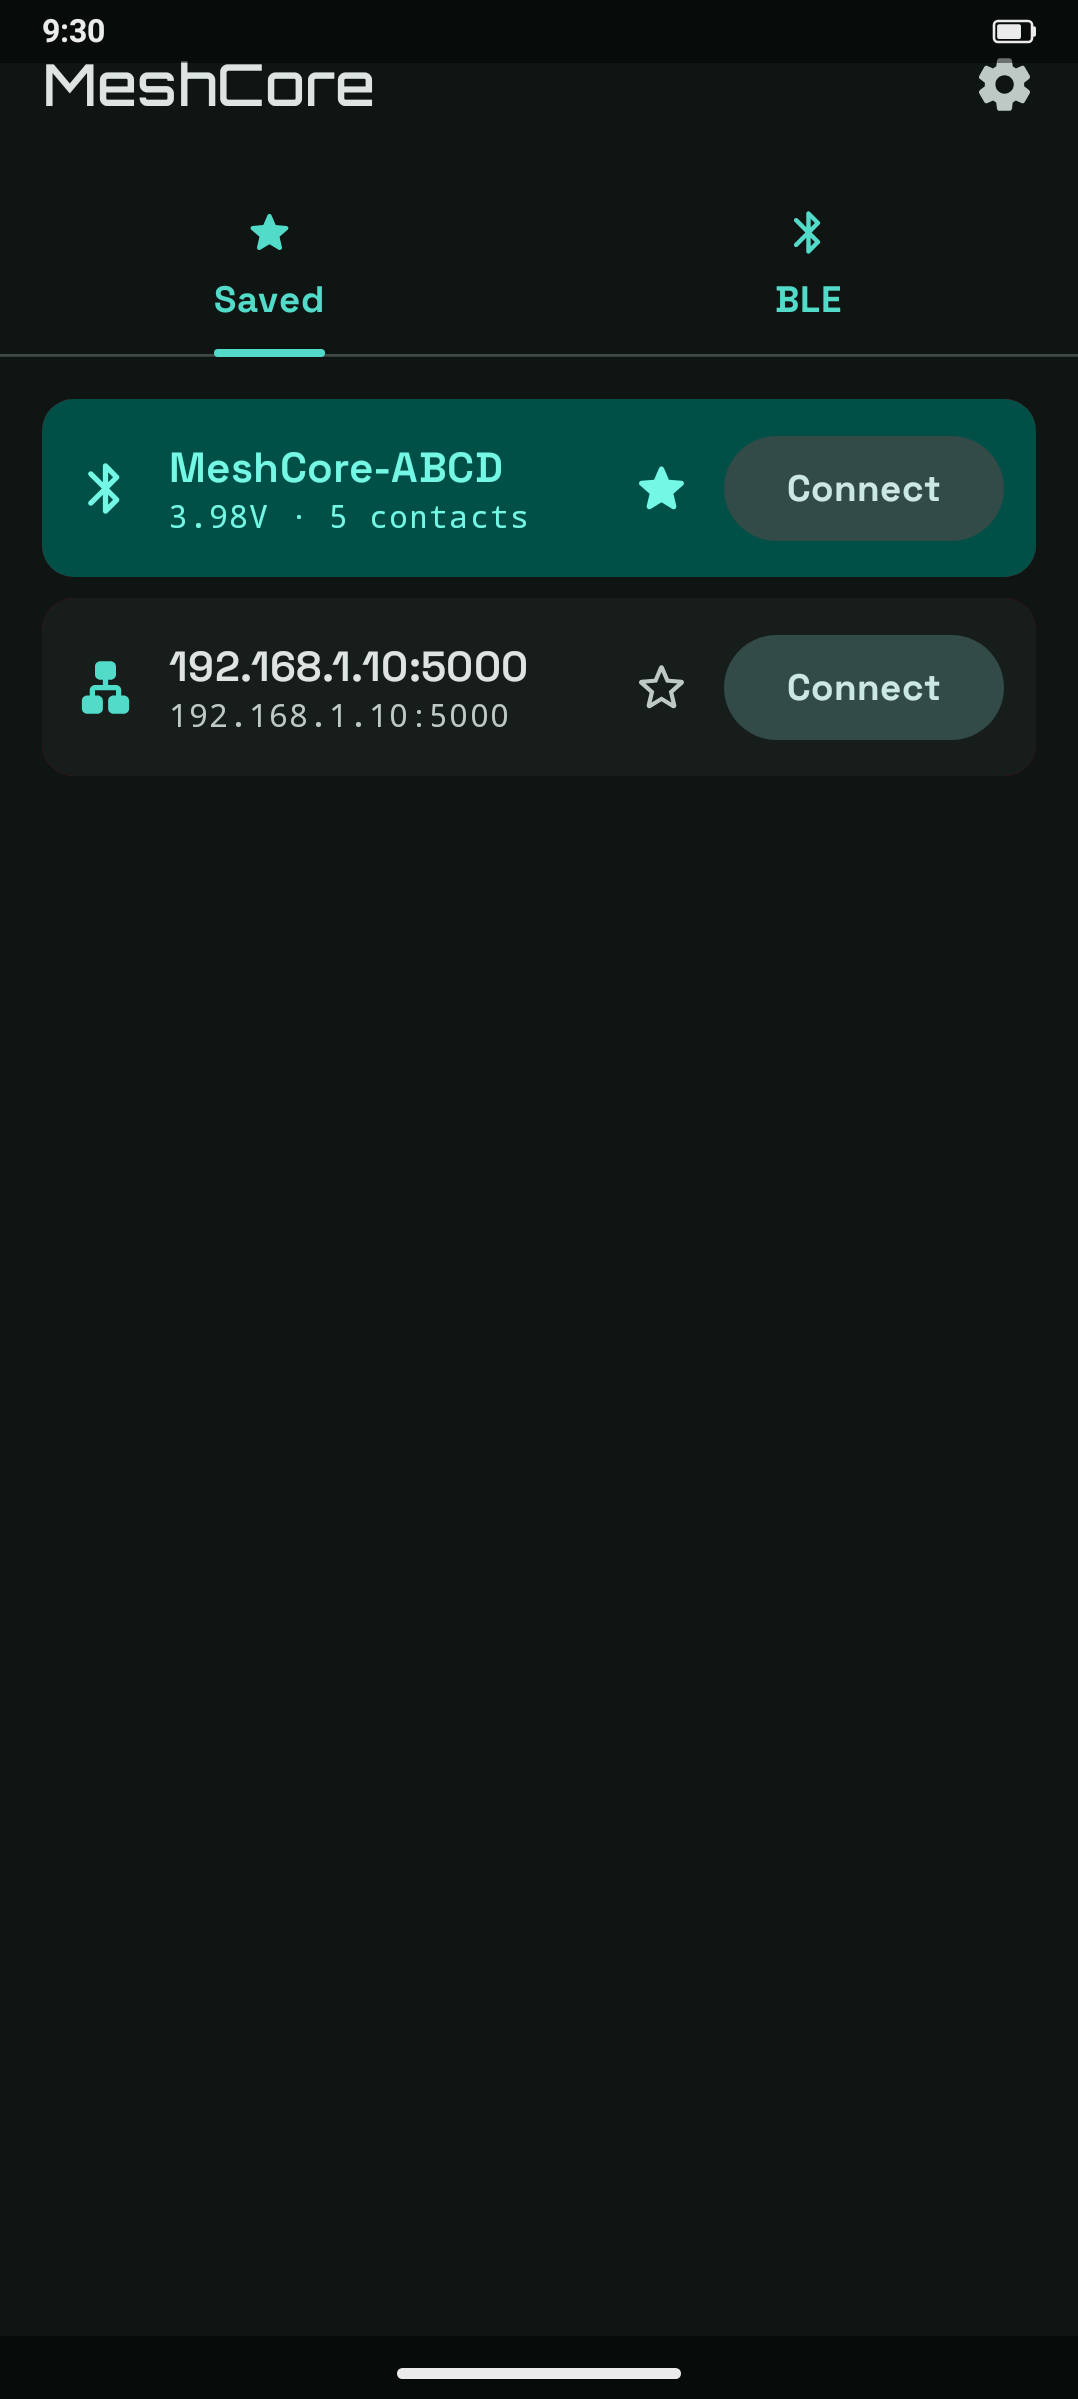 9:30
MeshCore
Saved
BLE
MeshCore-ABCD
3.98V · 5 contacts
Connect
192.168.1.10:5000
192.168.1.10:5000
Connect